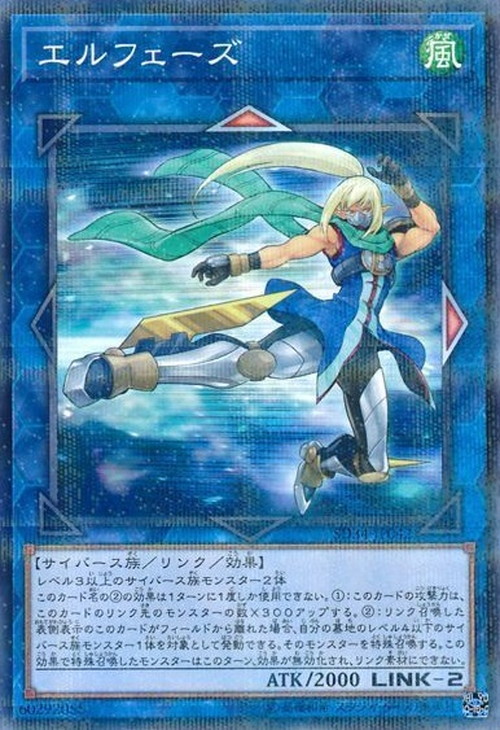 エルフェーズ
風
【サイバース族/リンク/効果】
レベル3以上のサイバース族モンスター2体
このカード名の②の効果は1ターンに1度しか使用できない。①:このカードの攻撃力は、
このカードのリンク先のモンスターの数×300アップする。②:リンク召喚した
表側表示のこのカードがフィールドから離れた場合、自分の墓地のレベル4以下のサイ
バース族モンスター1体を対象として発動できる。そのモンスターを特殊召喚する。この
効果で特殊召喚したモンスターはこのターン、効果が無効化され、リンク素材にできない。
ATK/2000 LINK-2